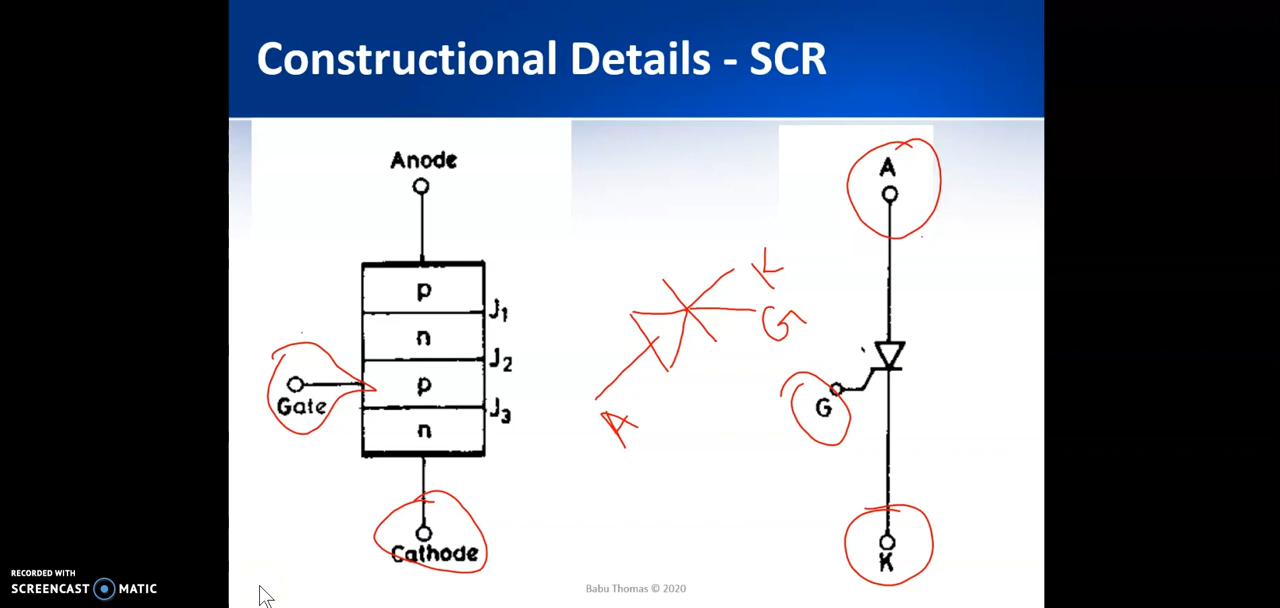 Constructional Details - SCR
Anode
p
J1
n
J2
p
Gate
J3
n
Cathode
K
G
A
A
G
K
RECORDED WITH
SCREENCAST MATIC
Babu Thomas © 2020